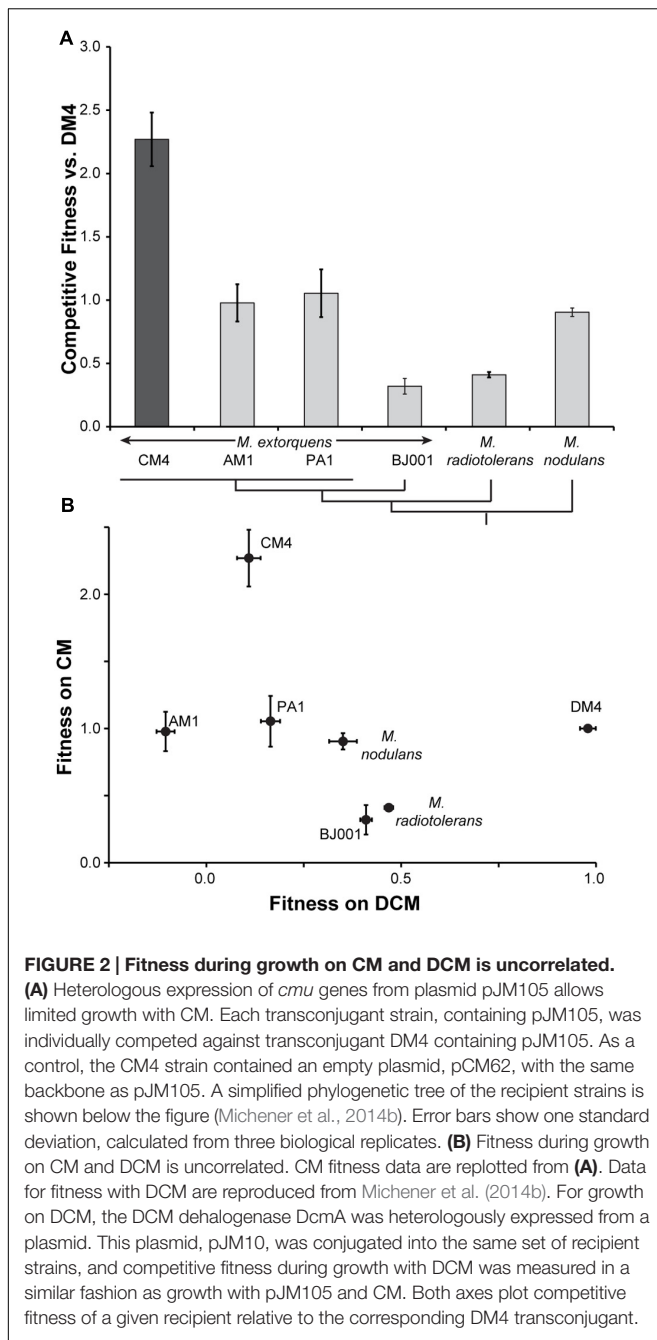 A
3.0
2.5
2.0
1.5
1.0
0.5
0.0
Competitive Fitness vs. DM4
M. extorquens
M. radiotolerans
M. nodulans
CM4 AM1 PA1 BJ001
B
2.0
1.0
0.0
Fitness on CM
CM4
AM1
PA1
M. nodulans
DM4
M. radiotolerans
BJ001
0.0 0.5 1.0
Fitness on DCM
FIGURE 2 | Fitness during growth on CM and DCM is uncorrelated.
(A) Heterologous expression of cmu genes from plasmid pJM105 allows
limited growth with CM. Each transconjugant strain, containing pJM105, was
individually competed against transconjugant DM4 containing pJM105. As a
control, the CM4 strain contained an empty plasmid, pCM62, with the same
backbone as pJM105. A simplified phylogenetic tree of the recipient strains is
shown below the figure (Michener et al., 2014b). Error bars show one standard
deviation, calculated from three biological replicates. (B) Fitness during growth
on CM and DCM is uncorrelated. CM fitness data are replotted from (A). Data
for fitness with DCM are reproduced from Michener et al. (2014b). For growth
on DCM, the DCM dehalogenase DcmA was heterologously expressed from a
plasmid. This plasmid, pJM10, was conjugated into the same set of recipient
strains, and competitive fitness during growth with DCM was measured in a
similar fashion as growth with pJM105 and CM. Both axes plot competitive
fitness of a given recipient relative to the corresponding DM4 transconjugant.